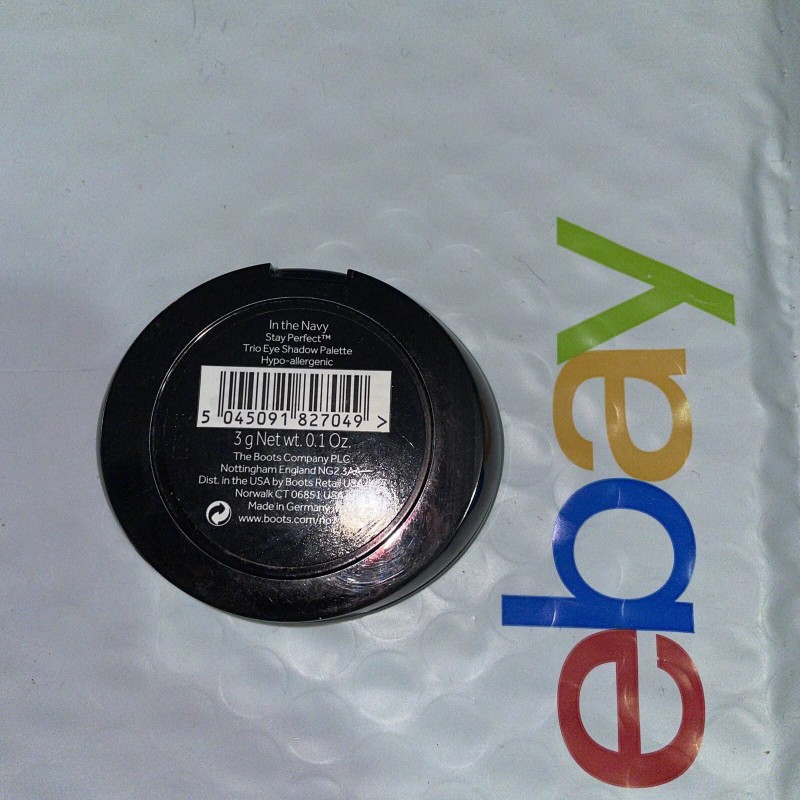 In the Navy
Stay Perfect™
Trio Eye Shadow Palette
Hypo-allergenic
5 045091 827049 >
3 g Net wt. 0.1 Oz.
The Boots Company PLC
Nottingham England NG2 3AA
Dist. in the USA by Boots Retail USA
Norwalk CT 06851 USA
Made in Germany
www.boots.com/no7
ebay